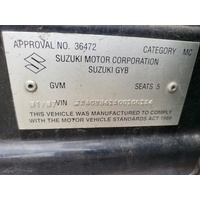 APPROVAL NO. 36472 CATEGORY MC
SUZUKI MOTOR CORPORATION
SUZUKI GYB
GVM SEATS 5
VIN
THIS VEHICLE WAS MANUFACTURED TO COMPLY
WITH THE MOTOR VEHICLE STANDARDS ACT 1989